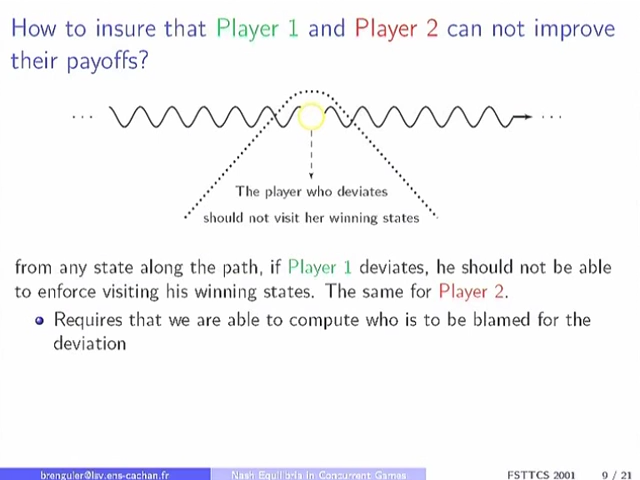 How to insure that Player 1 and Player 2 can not improve
their payoffs?
... ...
The player who deviates
should not visit her winning states
from any state along the path, if Player 1 deviates, he should not be able
to enforce visiting his winning states. The same for Player 2.
Requires that we are able to compute who is to be blamed for the
deviation
brenguier@lsv.ens-cachan.fr Nash Equilibria in Concurrent Games FSTTCS 2001 9 / 21